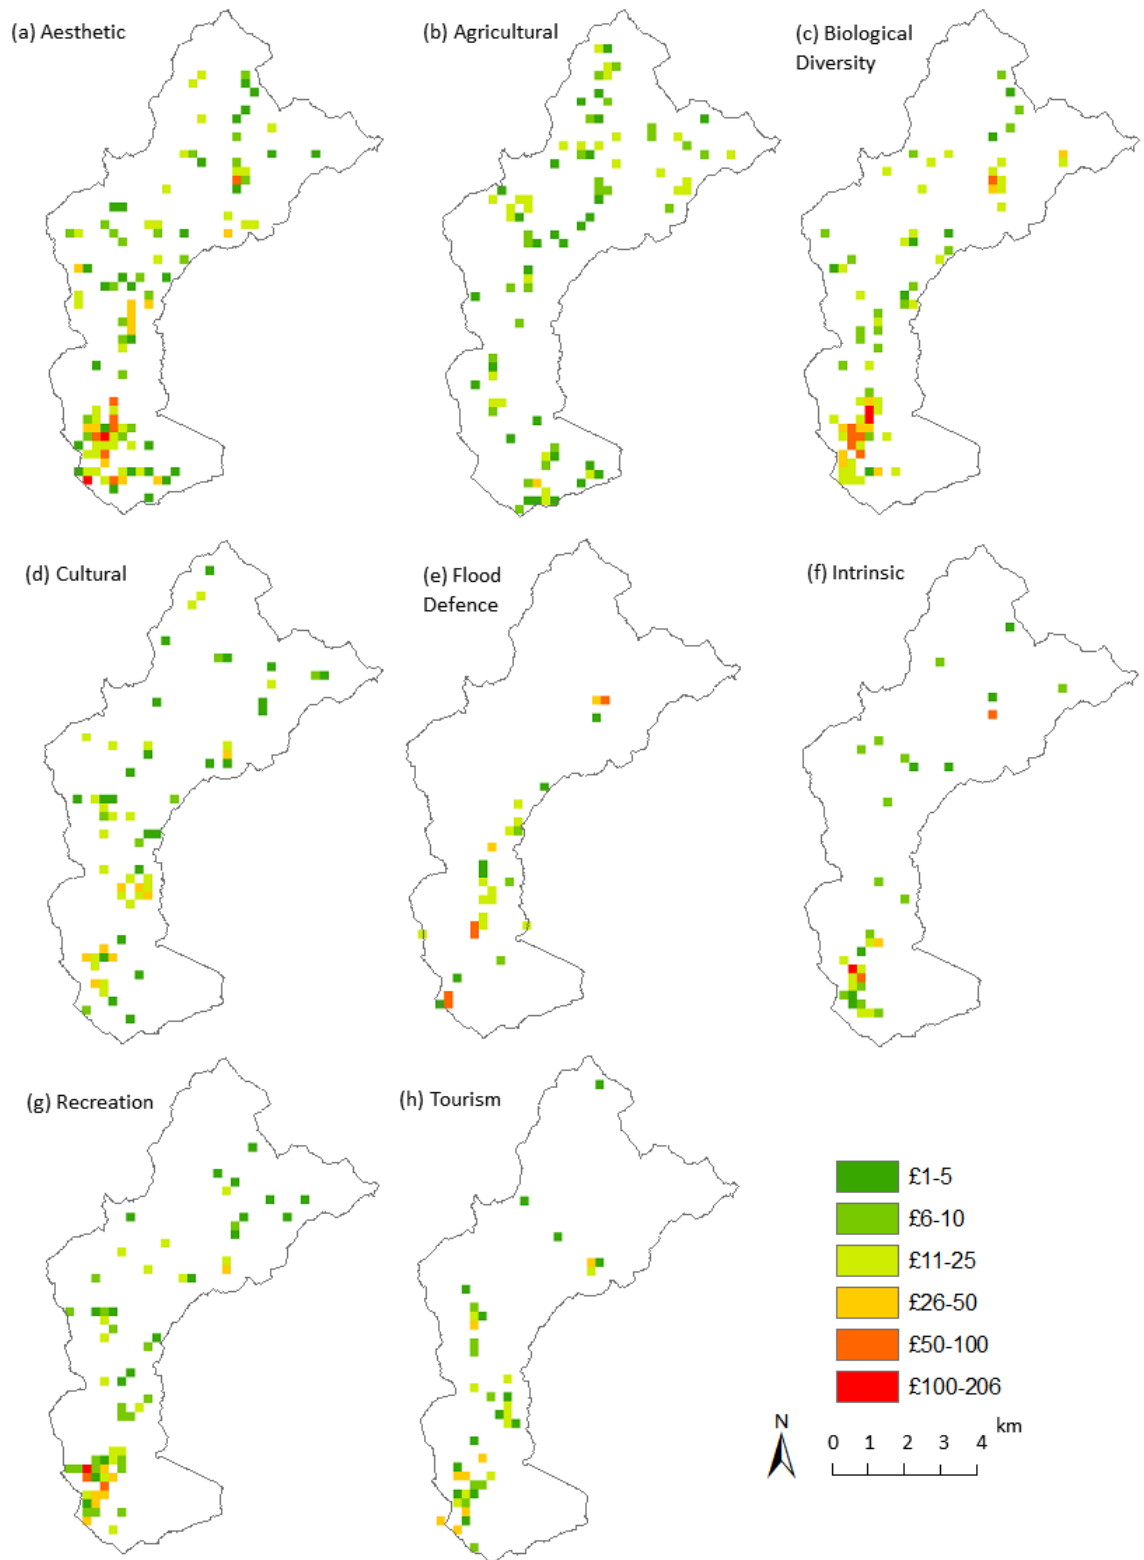 (a) Aesthetic
(b) Agricultural
(c) Biological
Diversity
(d) Cultural
(e) Flood
Defence
(f) Intrinsic
(g) Recreation
(h) Tourism
£1-5
£6-10
£11-25
£26-50
£50-100
£100-206
N
km
0 1 2 3 4